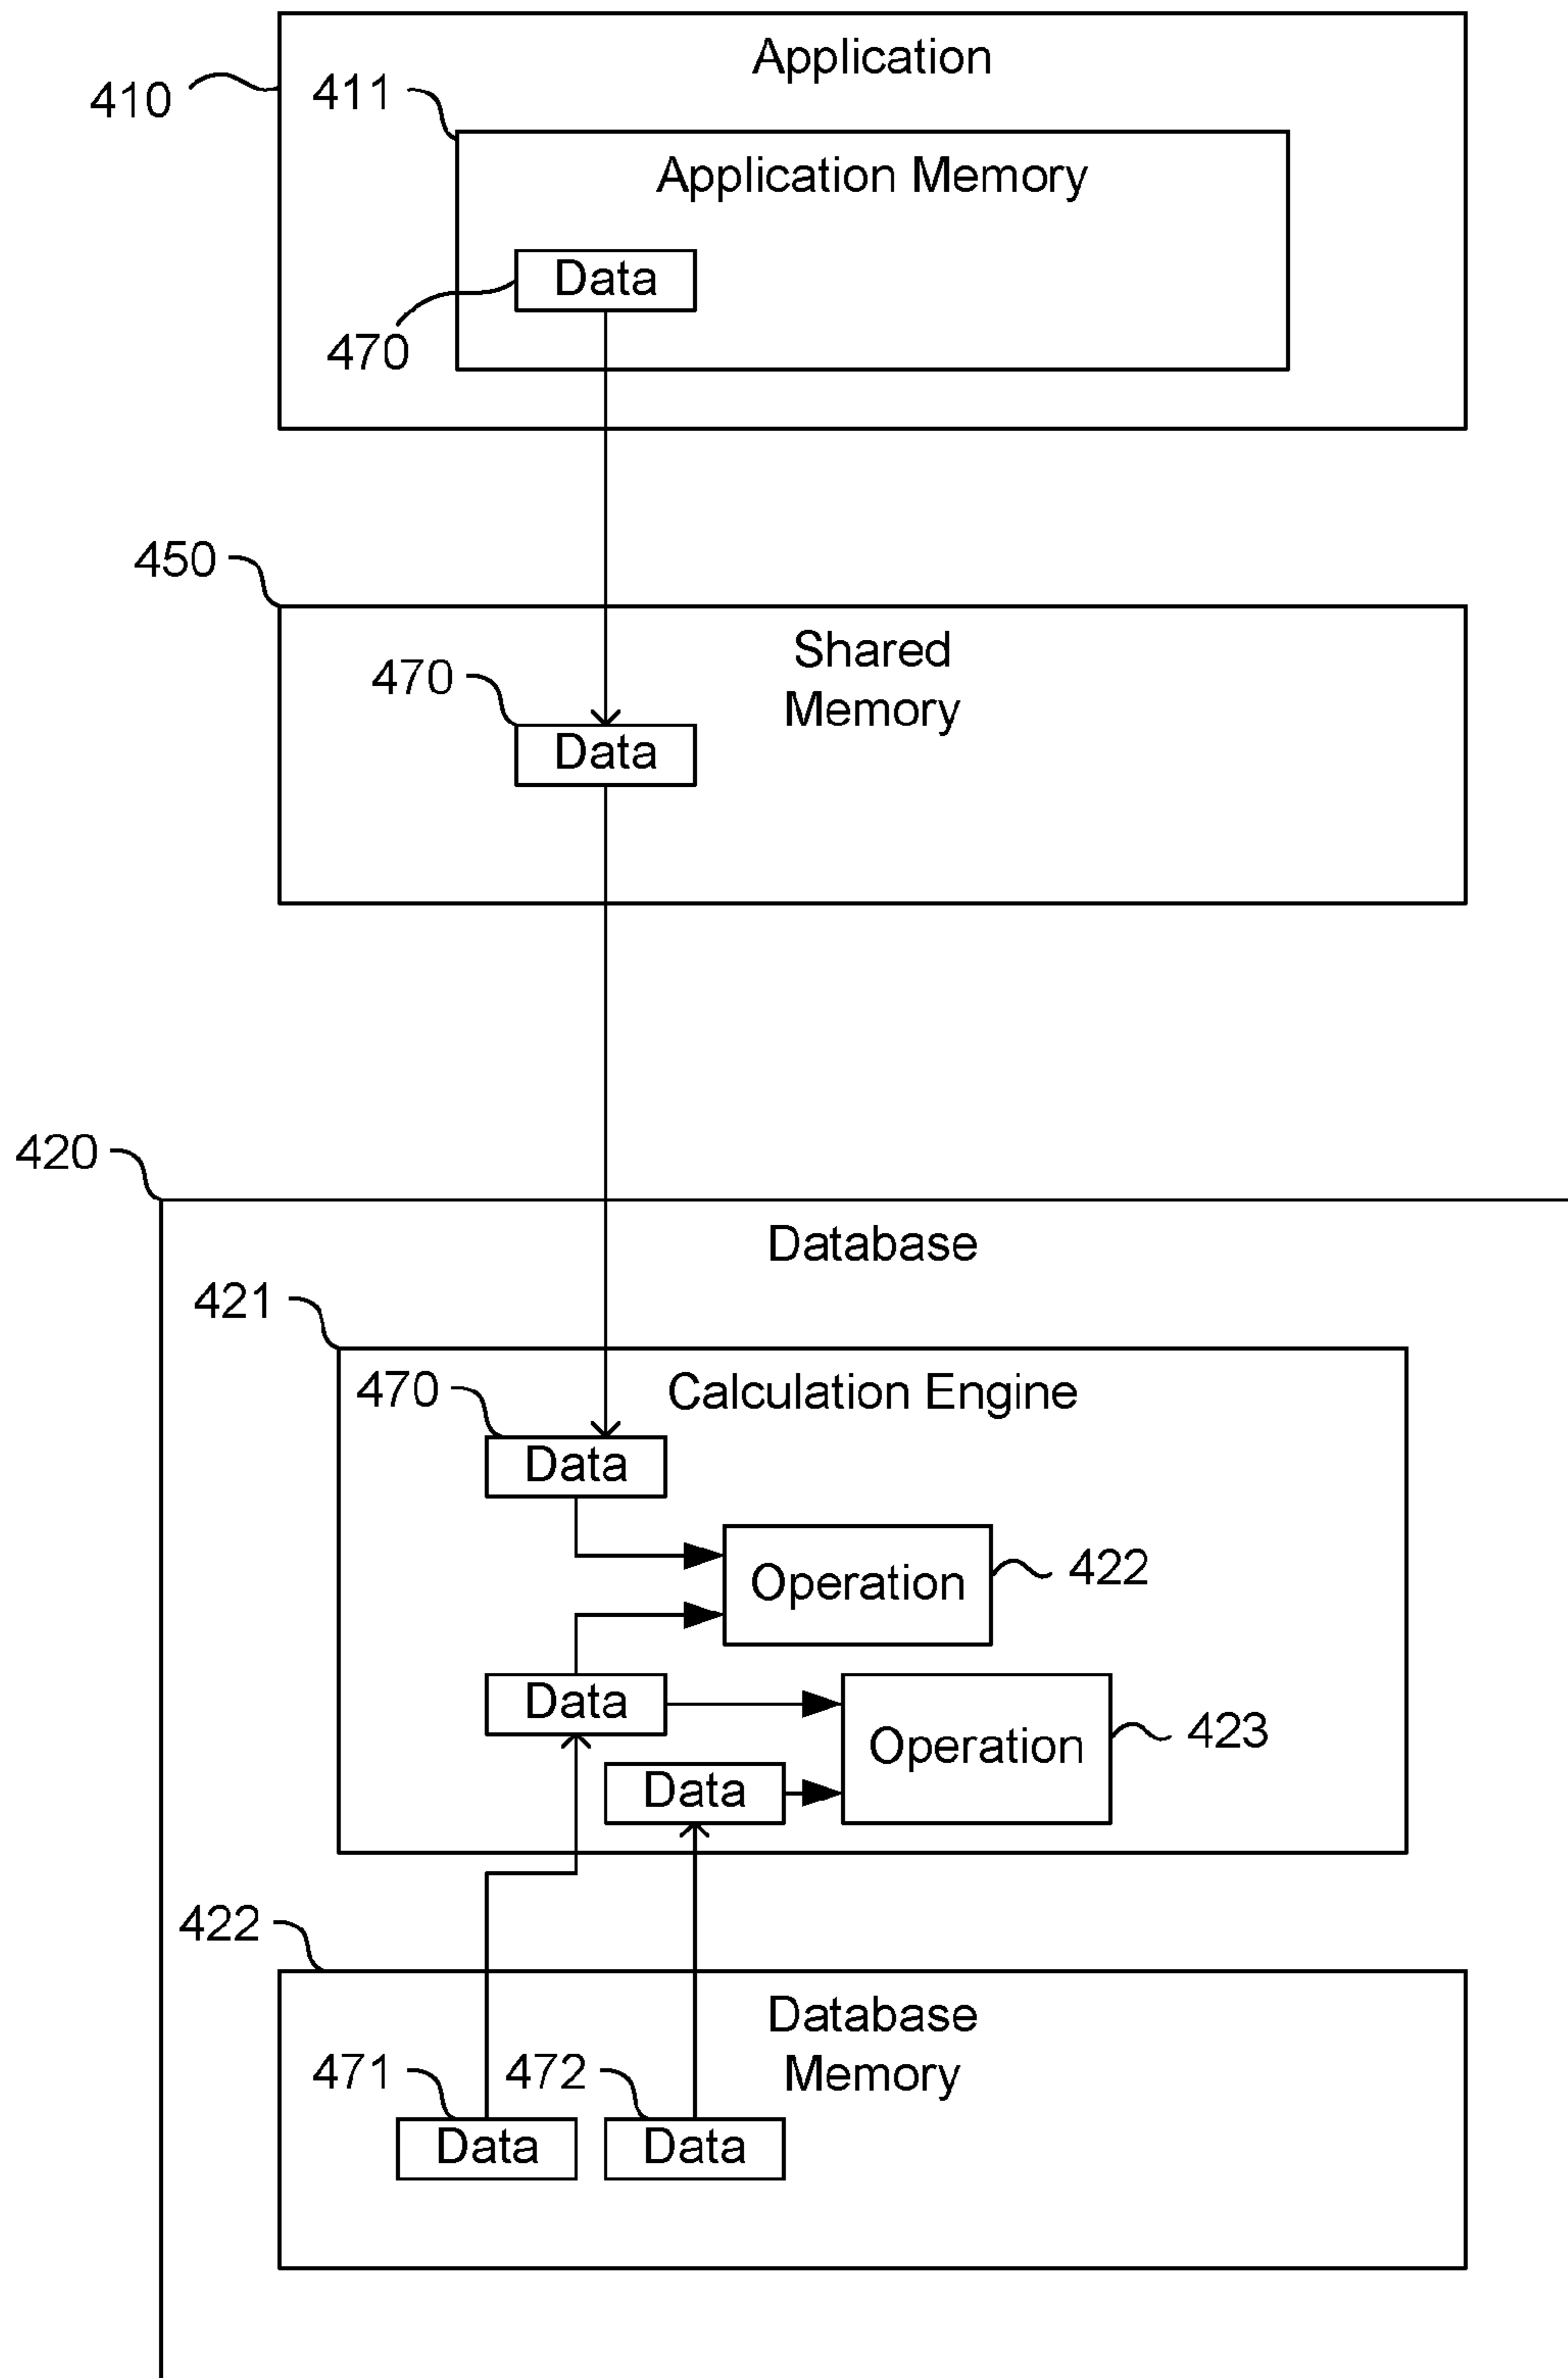 Application
410
411
Application Memory
Data
470
450
Shared
Memory
470
Data
420
Database
421
470
Calculation Engine
Data
Operation
422
Data
Operation
423
Data
422
Database
Memory
471
472
Data
Data